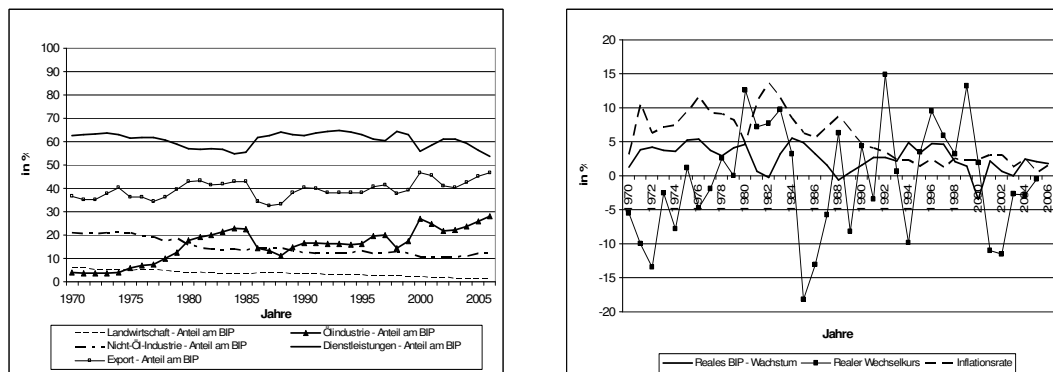 in %
100
90
80
70
60
50
40
30
20
10
0
1970 1975 1980 1985 1990 1995 2000 2005
Jahre
Landwirtschaft - Anteil am BIP
Ölindustrie - Anteil am BIP
Nicht-Öl-Industrie - Anteil am BIP
Dienstleistungen - Anteil am BIP
Export - Anteil am BIP
in %
20
15
10
5
0
-5
-10
-15
-20
1970 1972 1974 1976 1978 1980 1982 1984 1986 1988 1990 1992 1994 1996 1998 2000 2002 2004 2006
Jahre
Reales BIP - Wachstum Realer Wechselkurs Inflationsrate